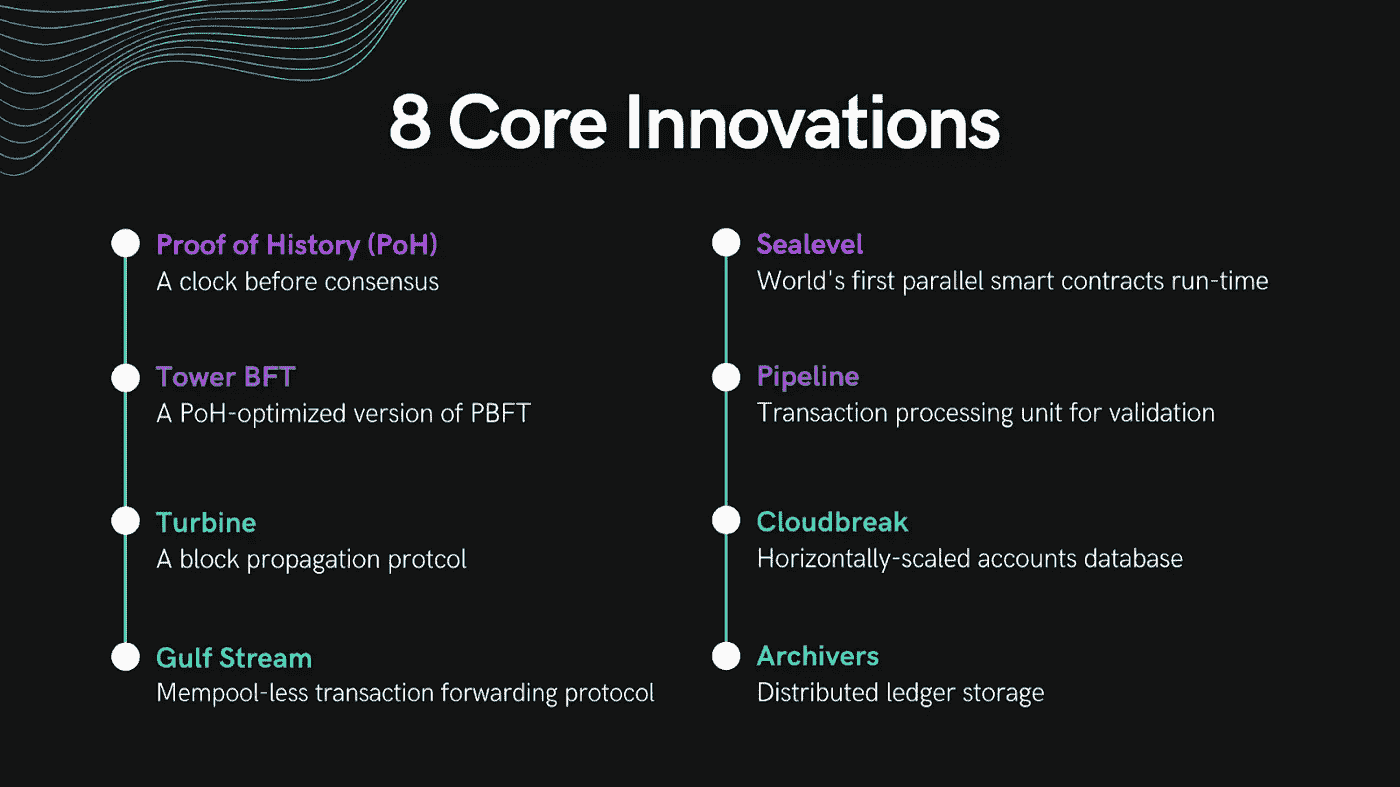 8 Core Innovations
Proof of History (PoH)
A clock before consensus
Tower BFT
A PoH-optimized version of PBFT
Turbine
A block propagation protcol
Gulf Stream
Mempool-less transaction forwarding protocol
Sealevel
World's first parallel smart contracts run-time
Pipeline
Transaction processing unit for validation
Cloudbreak
Horizontally-scaled accounts database
Archivers
Distributed ledger storage